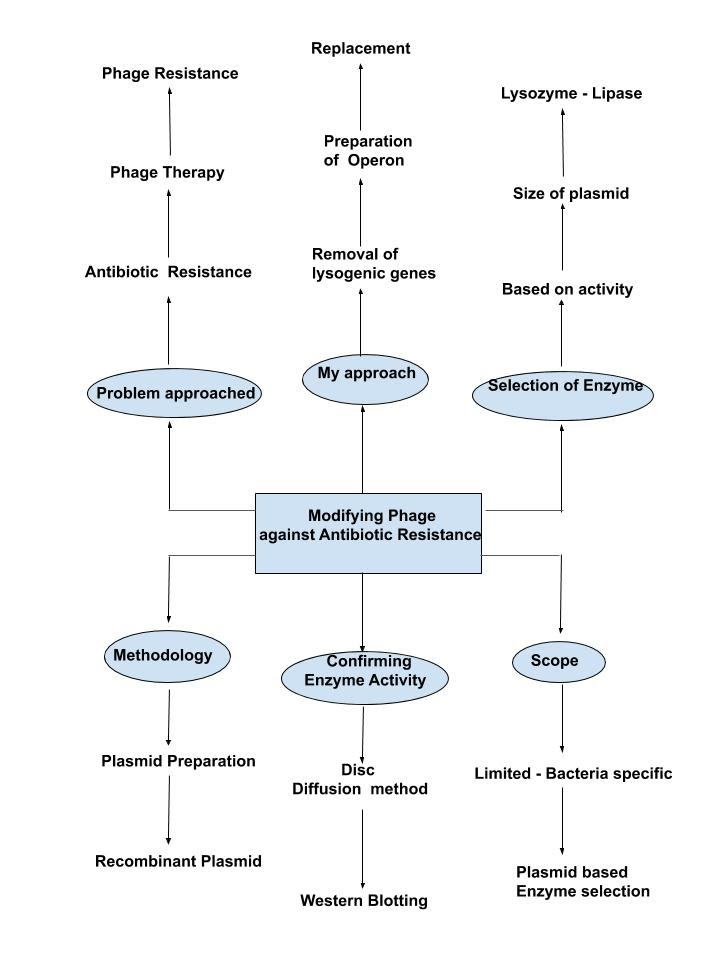 Replacement
Phage Resistance
Lysozyme - Lipase
Preparation
of Operon
Phage Therapy
Size of plasmid
Removal of
lysogenic genes
Antibiotic Resistance
Based on activity
My approach
Problem approached
Selection of Enzyme
Modifying Phage
against Antibiotic Resistance
Methodology
Confirming
Enzyme Activity
Scope
Plasmid Preparation
Disc
Diffusion method
Limited - Bacteria specific
Recombinant Plasmid
Western Blotting
Plasmid based
Enzyme selection